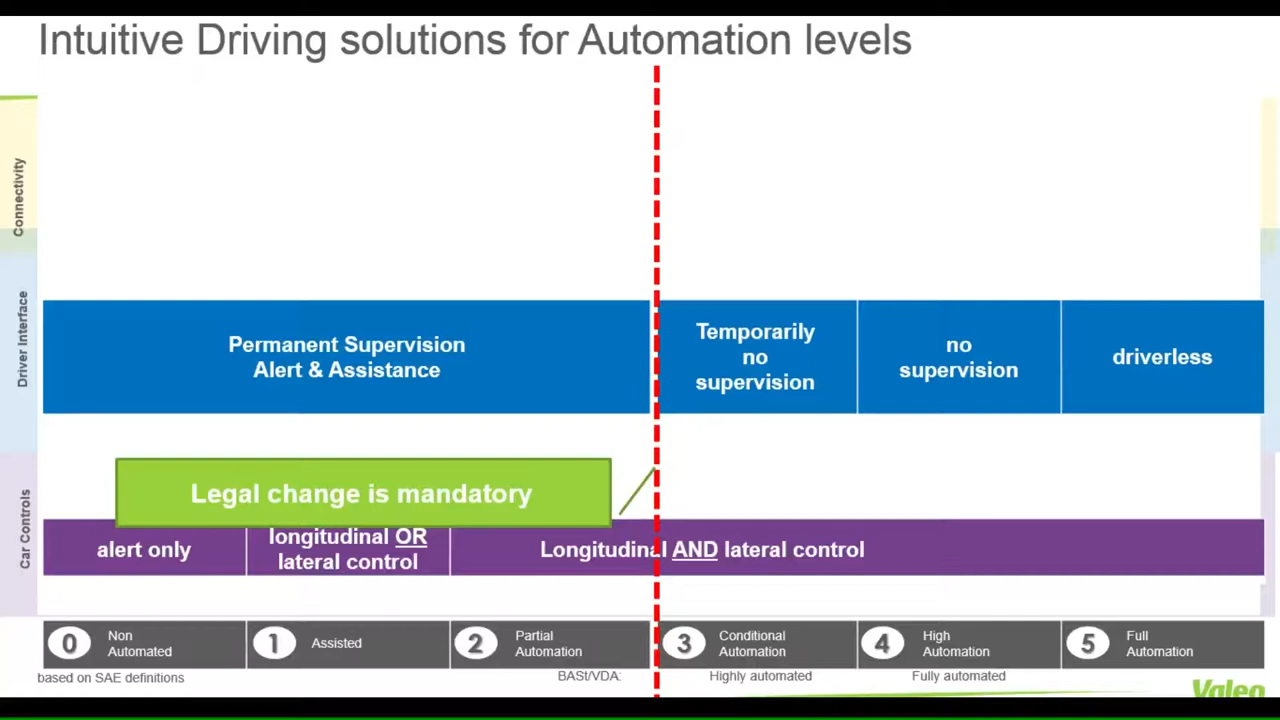 Intuitive Driving solutions for Automation levels
Connectivity
Driver Interface
Car Controls
Permanent Supervision
Alert & Assistance
Temporarily
no
supervision
no
supervision
driverless
Legal change is mandatory
alert only
longitudinal OR
lateral control
Longitudinal AND lateral control
0 Non
Automated
1 Assisted
2 Partial
Automation
3 Conditional
Automation
4 High
Automation
5 Full
Automation
based on SAE definitions
BASt/VDA:
Highly automated
Fully automated
Valeo